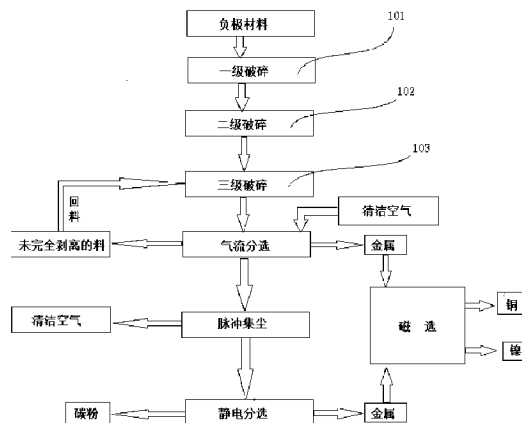 负极材料
101
一级破碎
102
二级破碎
103
三级破碎
回料
清洁空气
未完全剥离的料
气流分选
金属
清洁空气
脉冲集尘
磁 选
铜
镍
碳粉
静电分选
金属